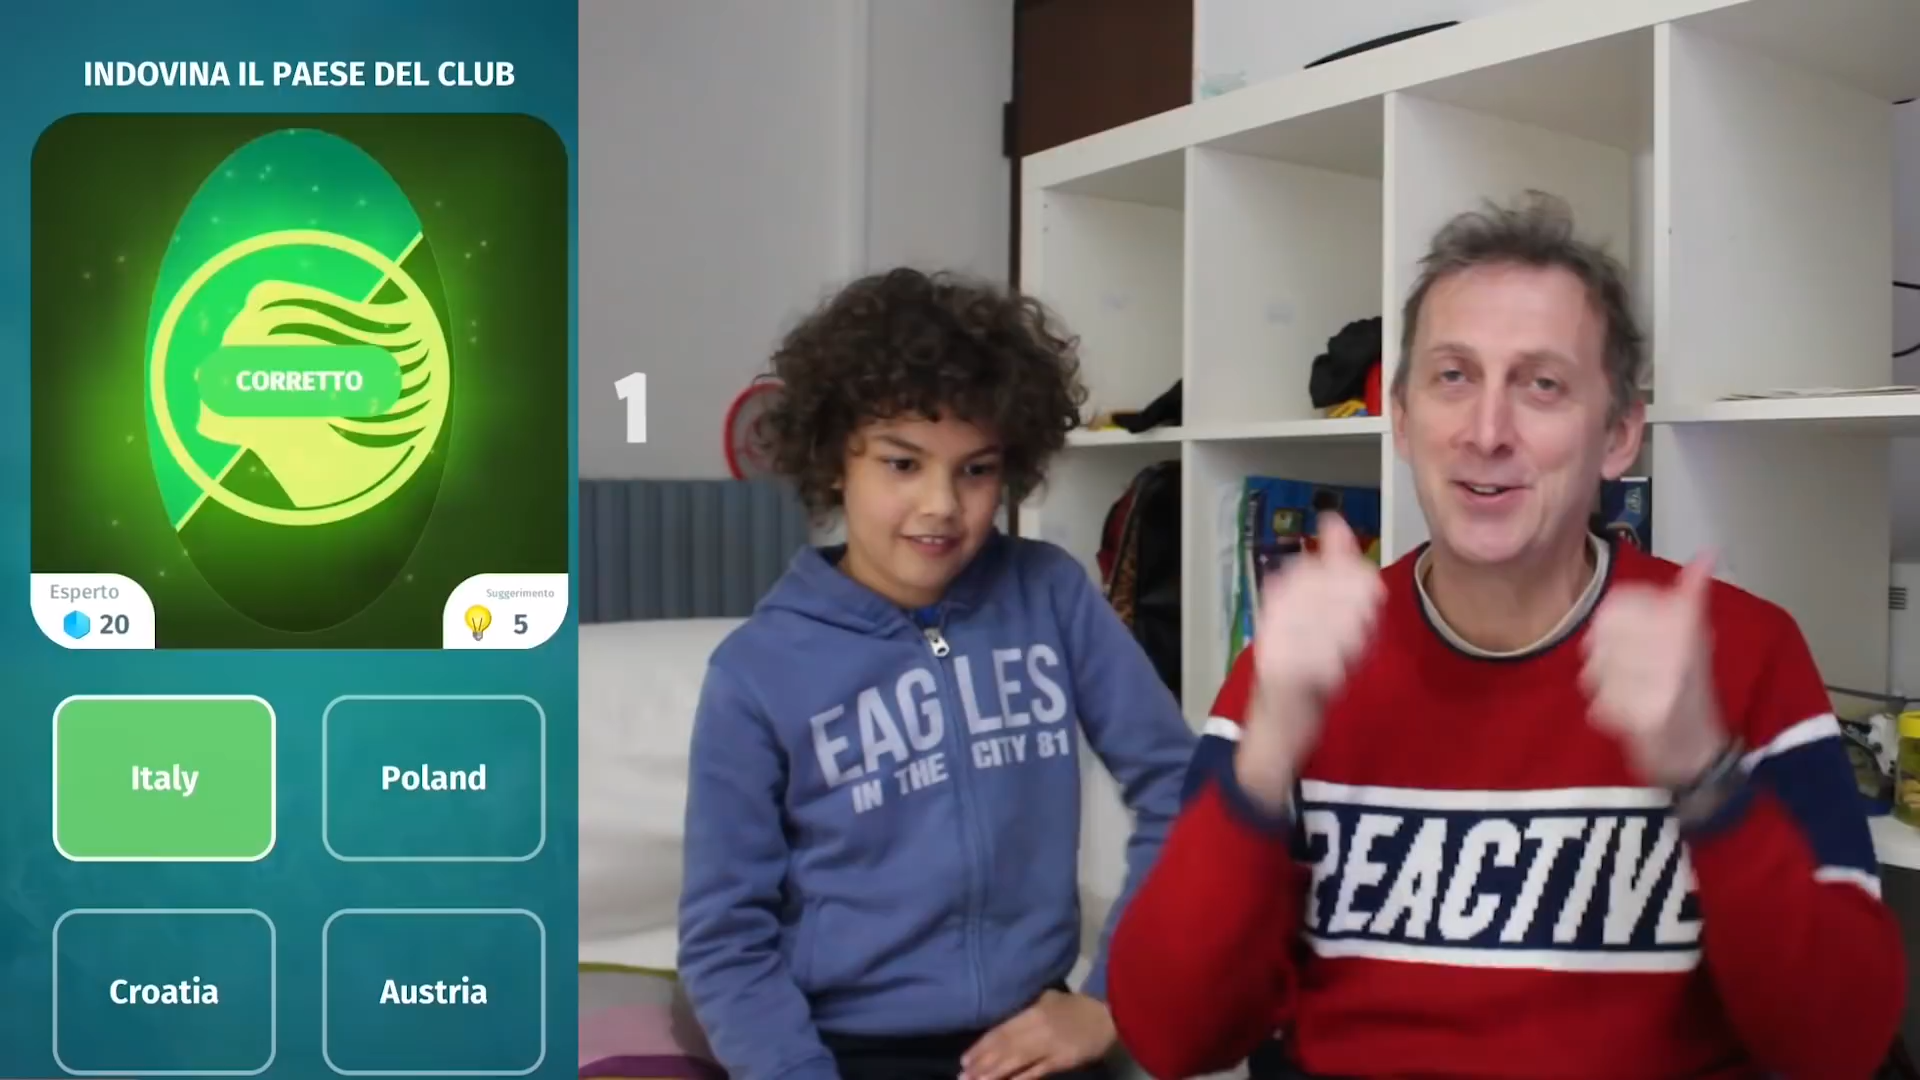 INDOVINA IL PAESE DEL CLUB
CORRETTO
Esperto
20
Suggerimento
5
Italy
Poland
Croatia
Austria
1
EAGLES
IN THE CITY 81
REACTIVE